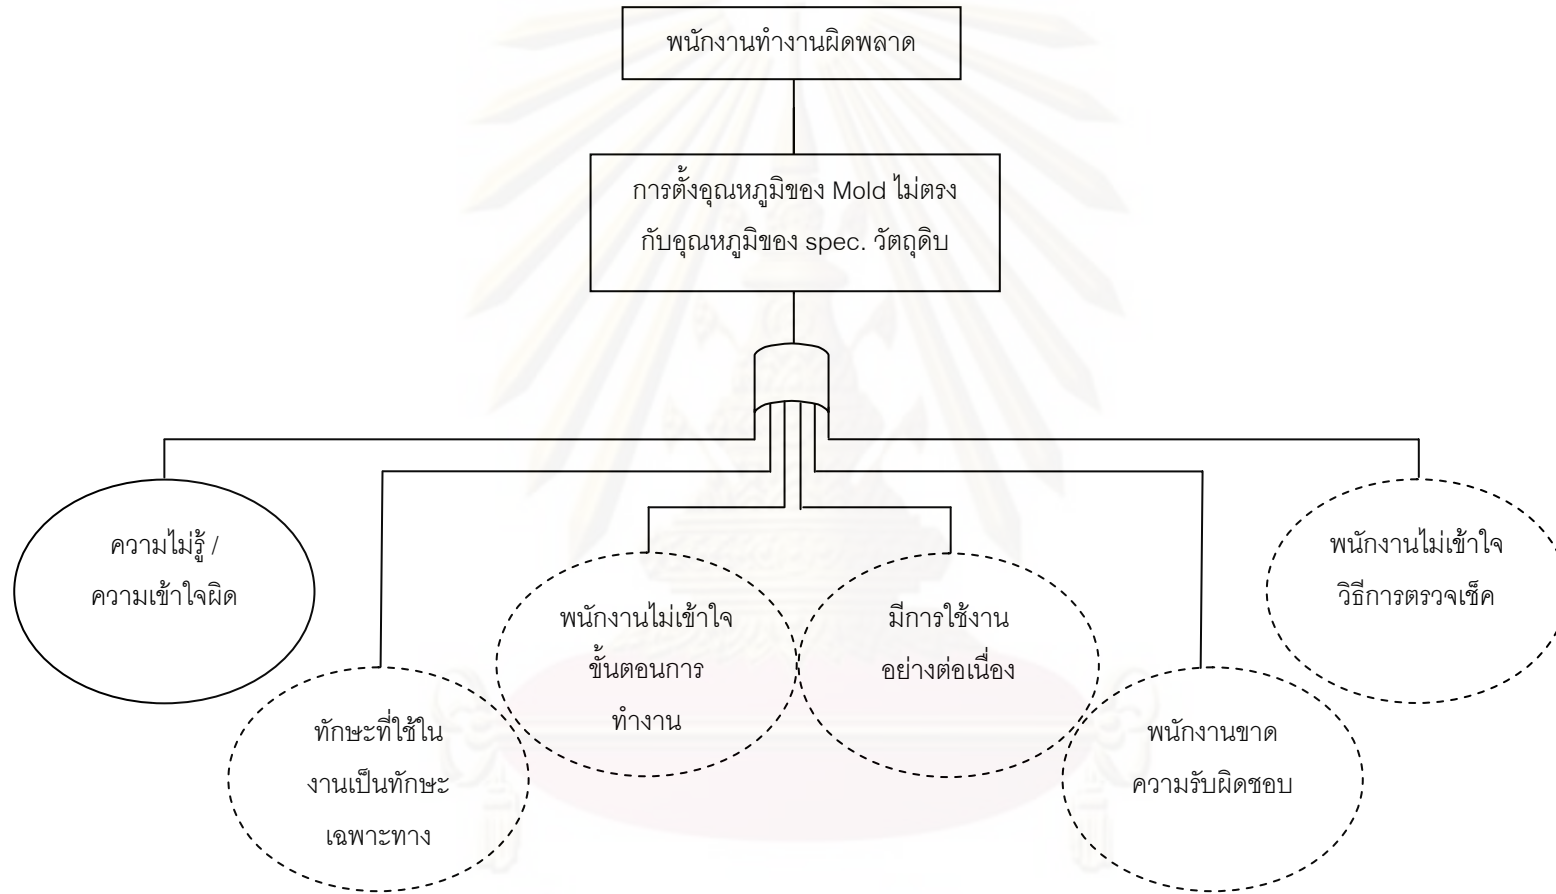 พนักงานทำงานผิดพลาด
การตั้งอุณหภูมิของ Mold ไม่ตรง
กับอุณหภูมิของ spec. วัตถุดิบ
ความไม่รู้ /
ความเข้าใจผิด
ทักษะที่ใช้ใน
งานเป็นทักษะ
เฉพาะทาง
พนักงานไม่เข้าใจ
ขั้นตอนการ
ทำงาน
มีการใช้งาน
อย่างต่อเนื่อง
พนักงานขาด
ความรับผิดชอบ
พนักงานไม่เข้าใจ
วิธีการตรวจเช็ค